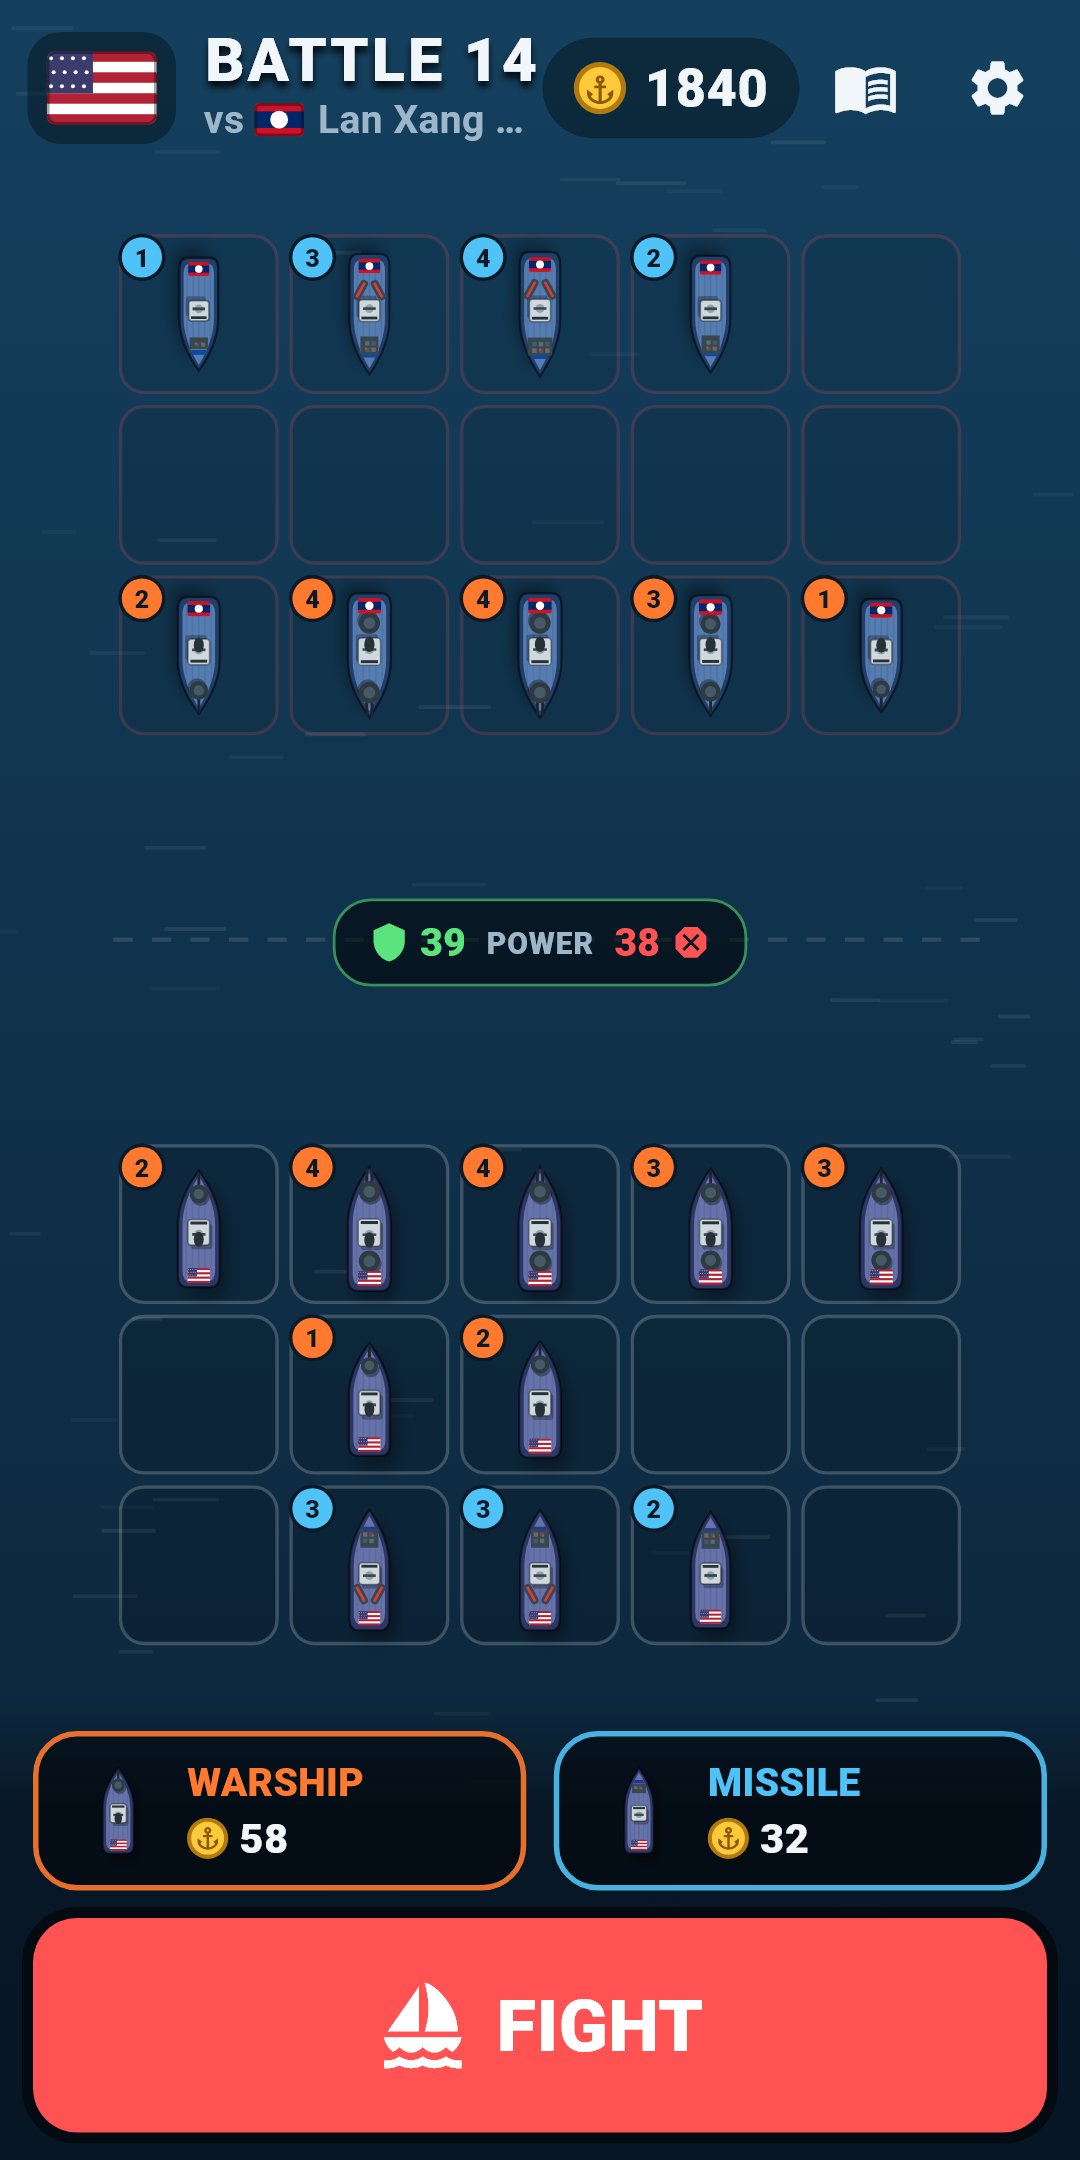 BATTLE 14
vs Lan Xang ...
1840
1 3 4 2
2 4 4 3 1
39 POWER 38
2 4 4 3 3
1 2
3 3 2
WARSHIP
58
MISSILE
32
FIGHT